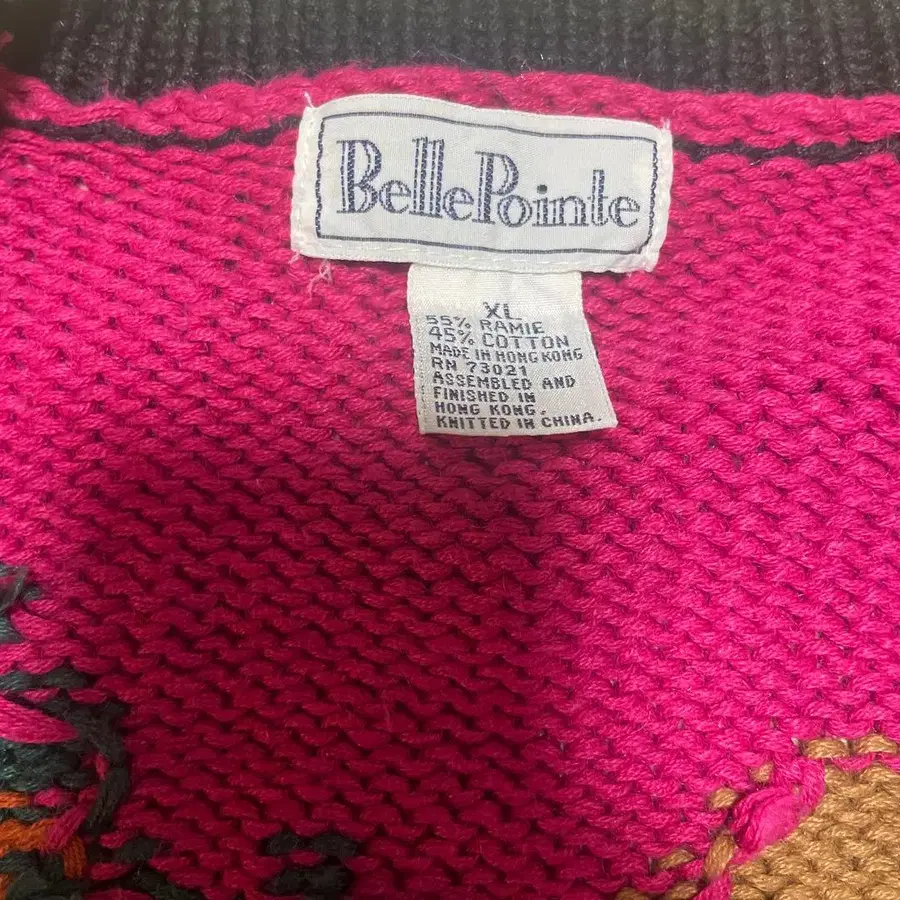 BellePointe
XL
55% RAMIE
45% COTTON
MADE IN HONG KONG
RN 73021
ASSEMBLED AND
FINISHED IN
HONG KONG.
KNITTED IN CHINA.